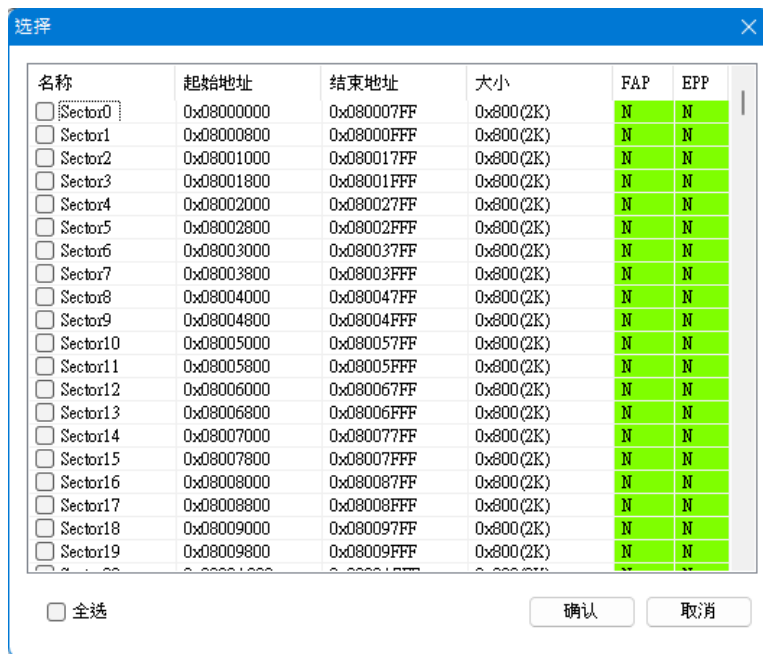 选择
名称 起始地址 结束地址 大小 FAP EPP
Sector0 0x08000000 0x080007FF 0x800(2K) N N
Sector1 0x08000800 0x08000FFF 0x800(2K) N N
Sector2 0x08001000 0x080017FF 0x800(2K) N N
Sector3 0x08001800 0x08001FFF 0x800(2K) N N
Sector4 0x08002000 0x080027FF 0x800(2K) N N
Sector5 0x08002800 0x08002FFF 0x800(2K) N N
Sector6 0x08003000 0x080037FF 0x800(2K) N N
Sector7 0x08003800 0x08003FFF 0x800(2K) N N
Sector8 0x08004000 0x080047FF 0x800(2K) N N
Sector9 0x08004800 0x08004FFF 0x800(2K) N N
Sector10 0x08005000 0x080057FF 0x800(2K) N N
Sector11 0x08005800 0x08005FFF 0x800(2K) N N
Sector12 0x08006000 0x080067FF 0x800(2K) N N
Sector13 0x08006800 0x08006FFF 0x800(2K) N N
Sector14 0x08007000 0x080077FF 0x800(2K) N N
Sector15 0x08007800 0x08007FFF 0x800(2K) N N
Sector16 0x08008000 0x080087FF 0x800(2K) N N
Sector17 0x08008800 0x08008FFF 0x800(2K) N N
Sector18 0x08009000 0x080097FF 0x800(2K) N N
Sector19 0x08009800 0x08009FFF 0x800(2K) N N
全选 确认 取消